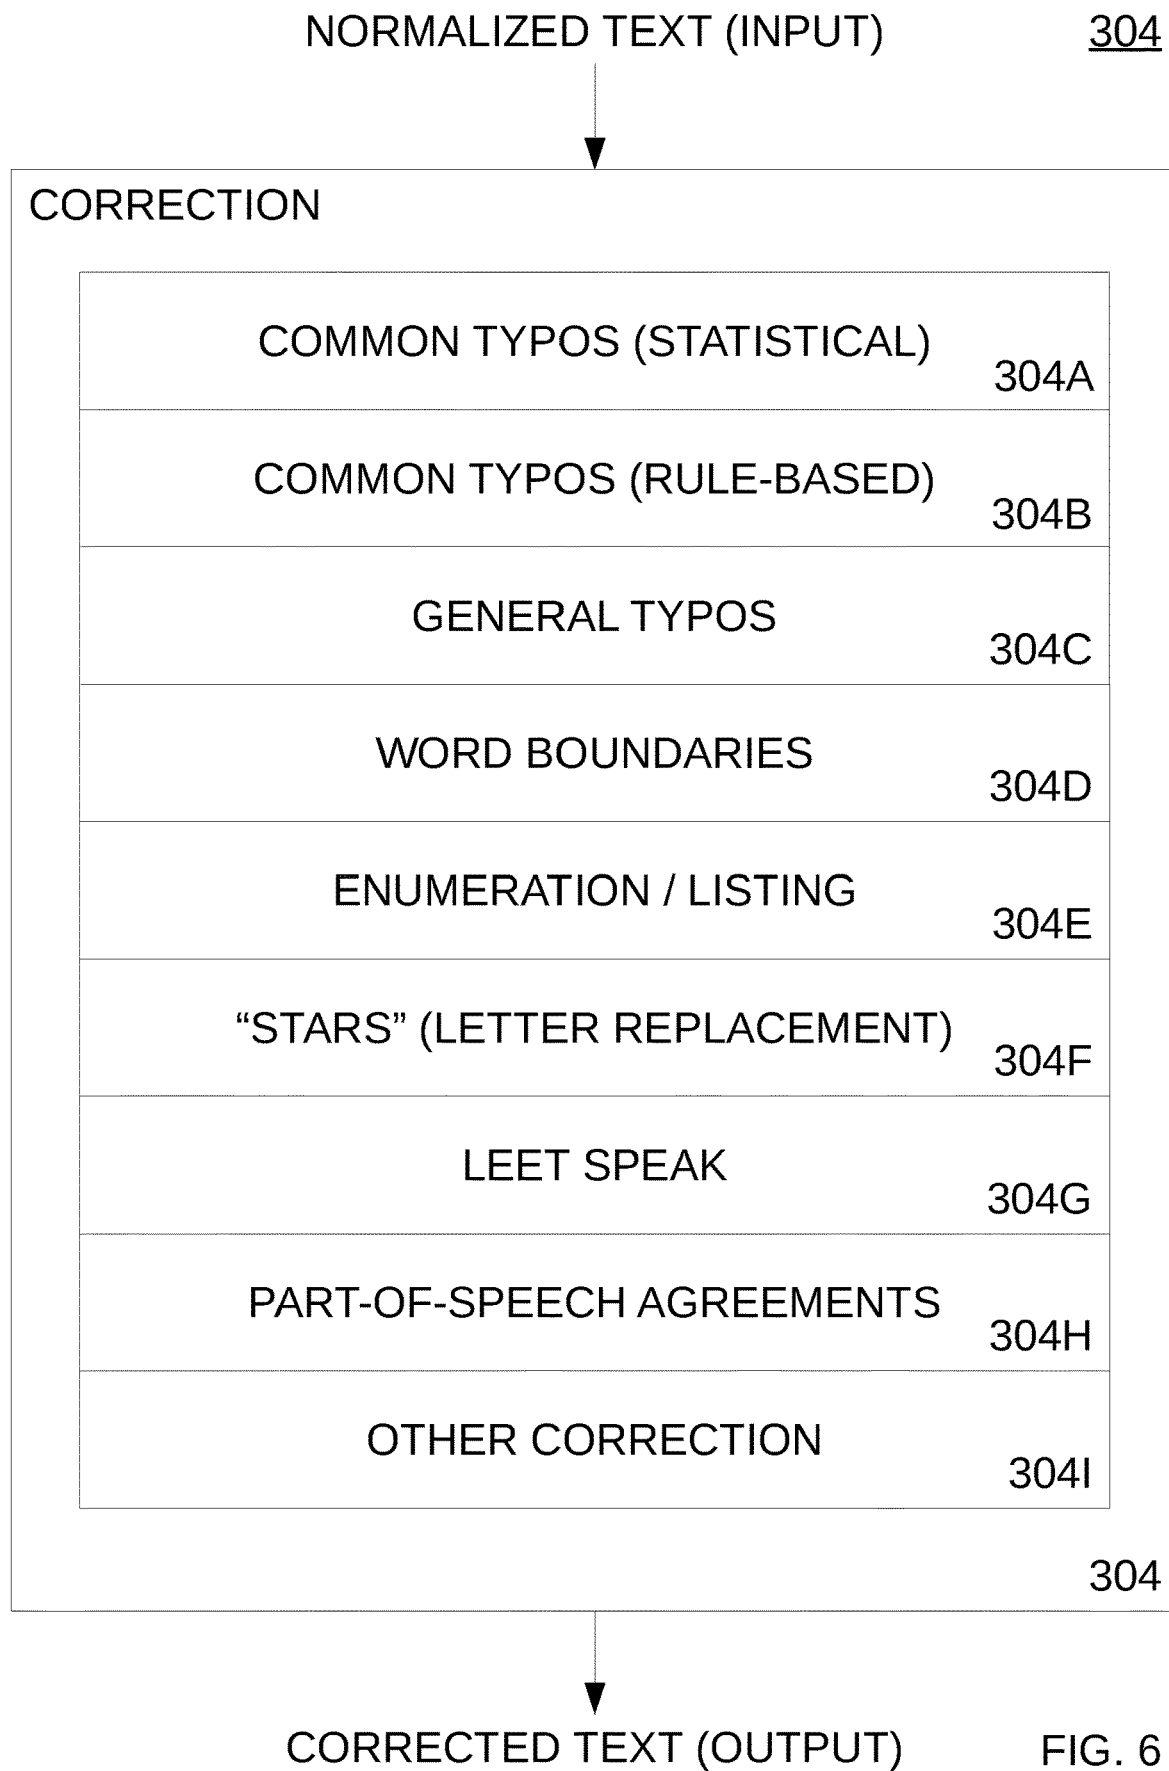 NORMALIZED TEXT (INPUT) 304
CORRECTION
COMMON TYPOS (STATISTICAL)
304A
COMMON TYPOS (RULE-BASED)
304B
GENERAL TYPOS
304C
WORD BOUNDARIES
304D
ENUMERATION / LISTING
304E
“STARS” (LETTER REPLACEMENT)
304F
LEET SPEAK
304G
PART-OF-SPEECH AGREEMENTS
304H
OTHER CORRECTION
304I
304
CORRECTED TEXT (OUTPUT) FIG. 6